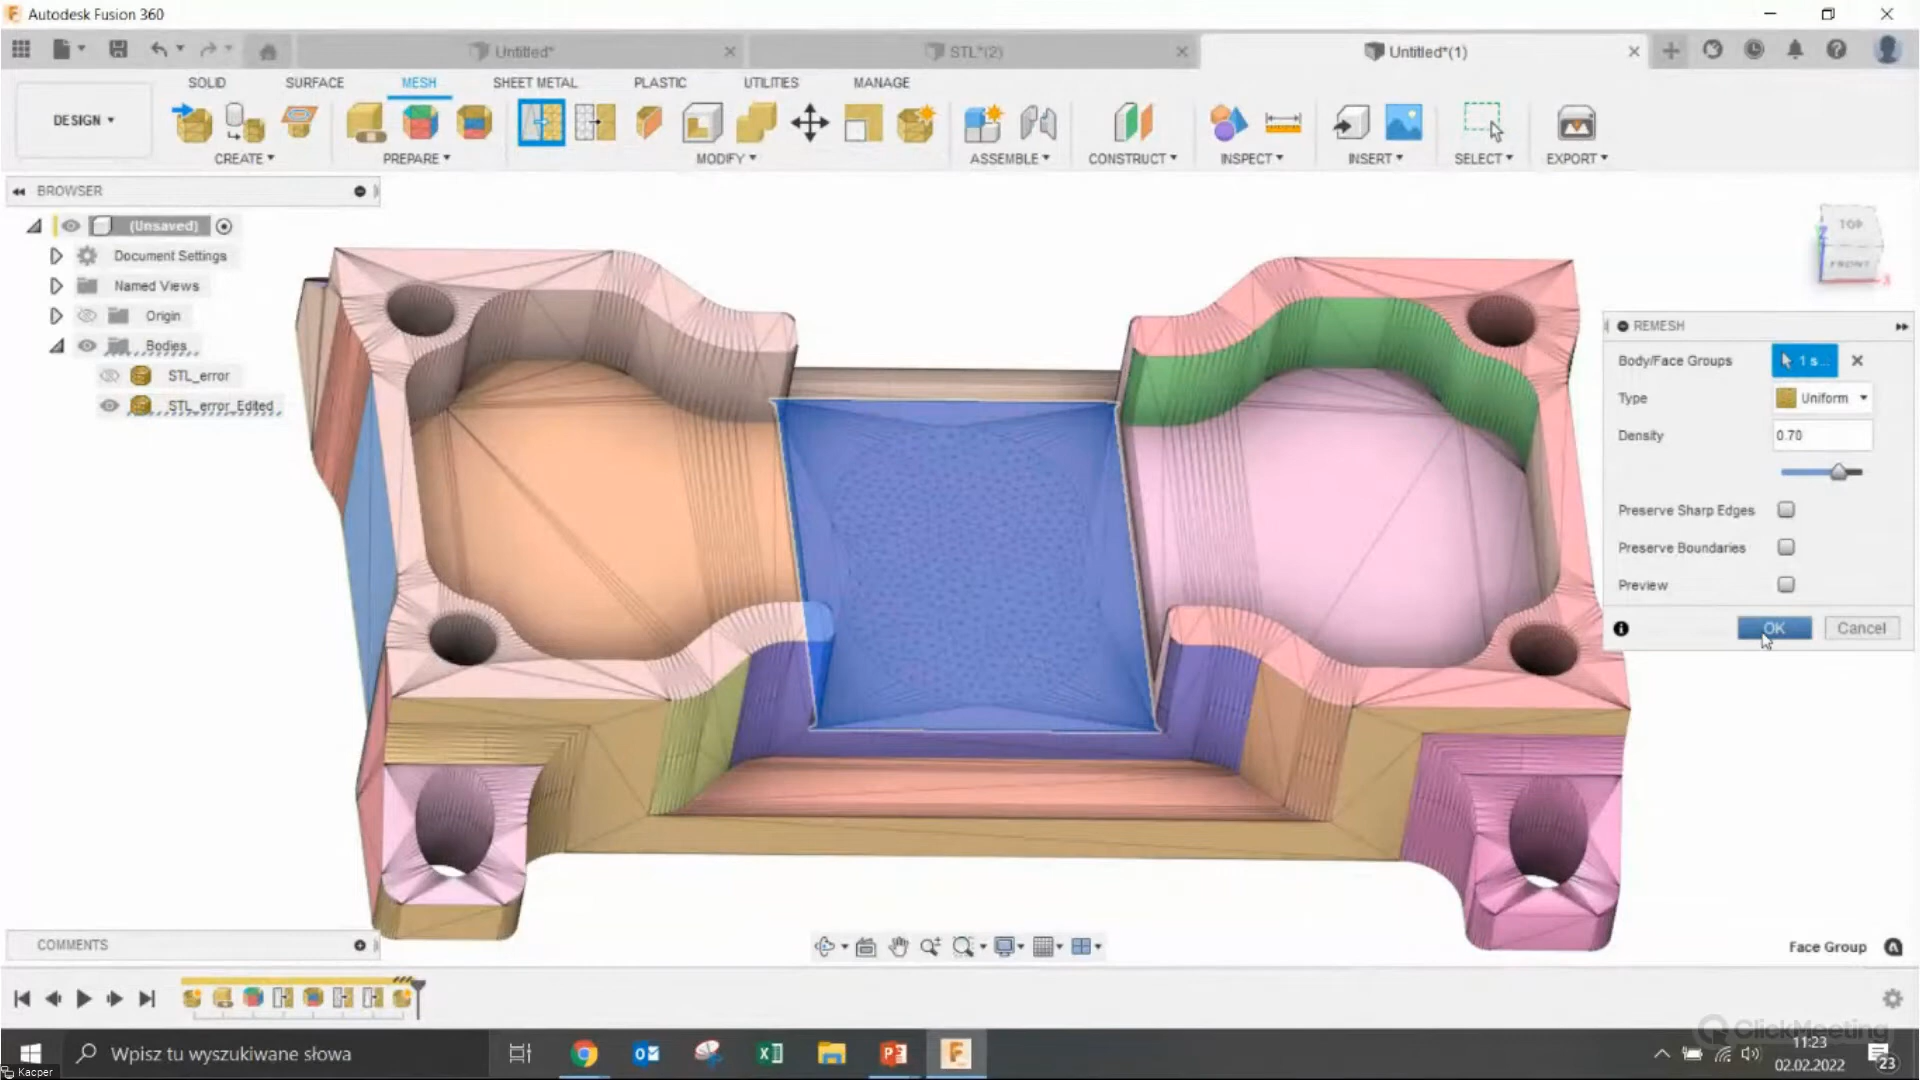 Autodesk Fusion 360
Untitled*
STL*(2)
Untitled*(1)
DESIGN
SOLID
SURFACE
MESH
SHEET METAL
PLASTIC
UTILITIES
MANAGE
CREATE
PREPARE
MODIFY
ASSEMBLE
CONSTRUCT
INSPECT
INSERT
SELECT
EXPORT
BROWSER
(Unsaved)
Document Settings
Named Views
Origin
Bodies
STL_error
STL_error_Edited
TOP
FRONT
Z
X
REMESH
Body/Face Groups
1 s...
Type
Uniform
Density
0.70
Preserve Sharp Edges
Preserve Boundaries
Preview
OK
Cancel
COMMENTS
Face Group
ClickMeeting
Wpisz tu wyszukiwane słowa
11:23
02.02.2022
23
Kacper